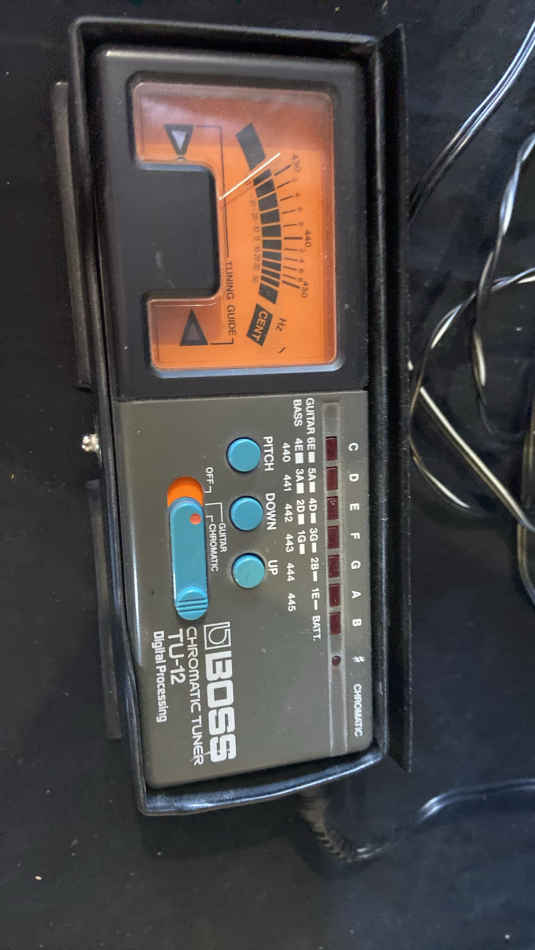 430 440 450
Hz
CENT
TUNING GUIDE
C D E F G A B # CHROMATIC
GUITAR 6E 5A 4D 3G 2B 1E BATT.
BASS 4E 3A 2D 1G
440 441 442 443 444 445
PITCH DOWN UP
OFF
GUITAR
CHROMATIC
BOSS
CHROMATIC TUNER
TU-12
Digital Processing